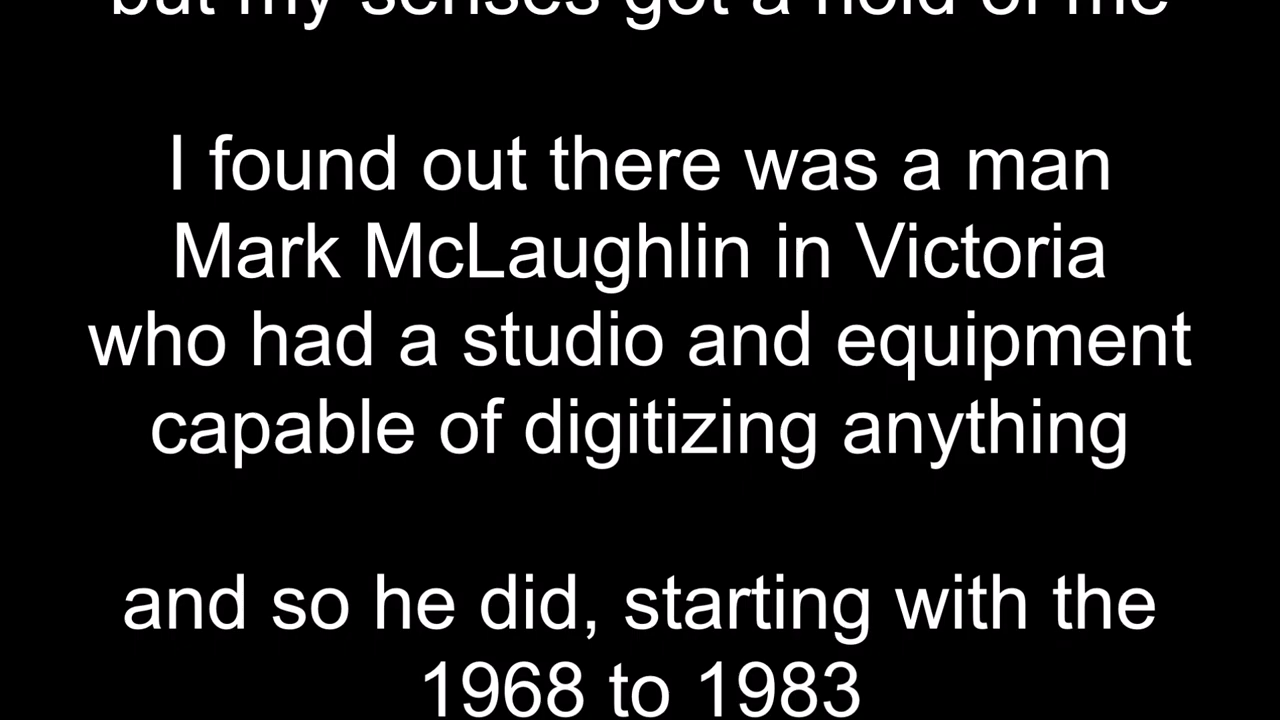 but my senses got a hold of me
I found out there was a man
Mark McLaughlin in Victoria
who had a studio and equipment
capable of digitizing anything
and so he did, starting with the
1968 to 1983